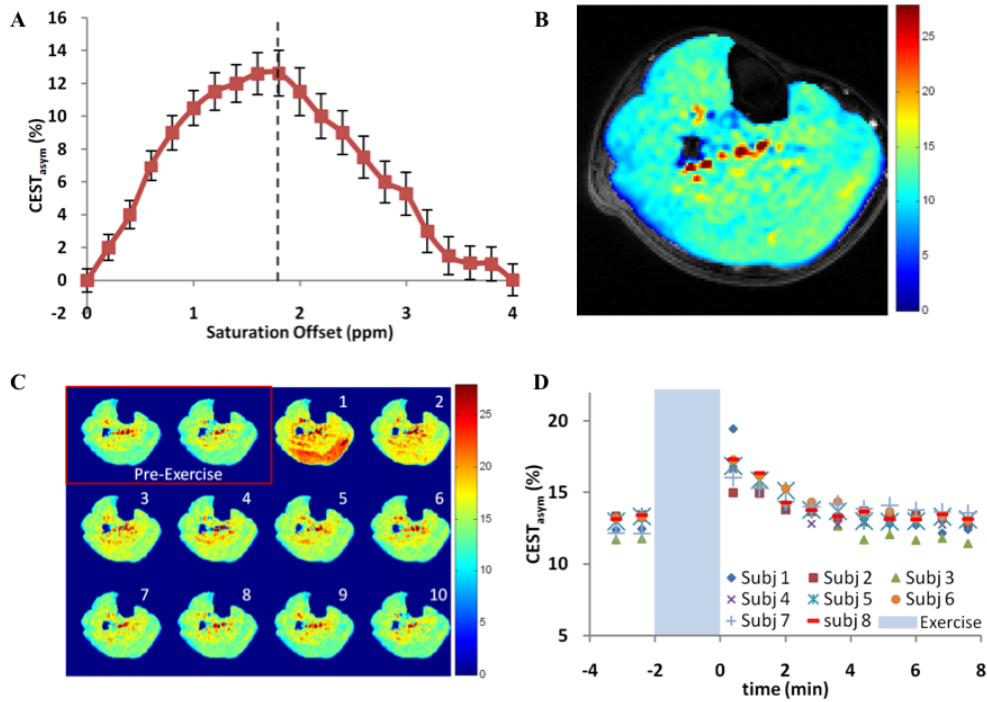 A
16
14
12
10
8
6
4
2
0
-2
CESTasym (%)
0 1 2 3 4
Saturation Offset (ppm)
B
25
20
15
10
5
0
C
1 2
Pre-Exercise
3 4 5 6
7 8 9 10
25
20
15
10
5
0
D
20
15
10
5
CESTasym (%)
Subj 1 Subj 2 Subj 3
Subj 4 Subj 5 Subj 6
Subj 7 subj 8 Exercise
-4 -2 0 2 4 6 8
time (min)